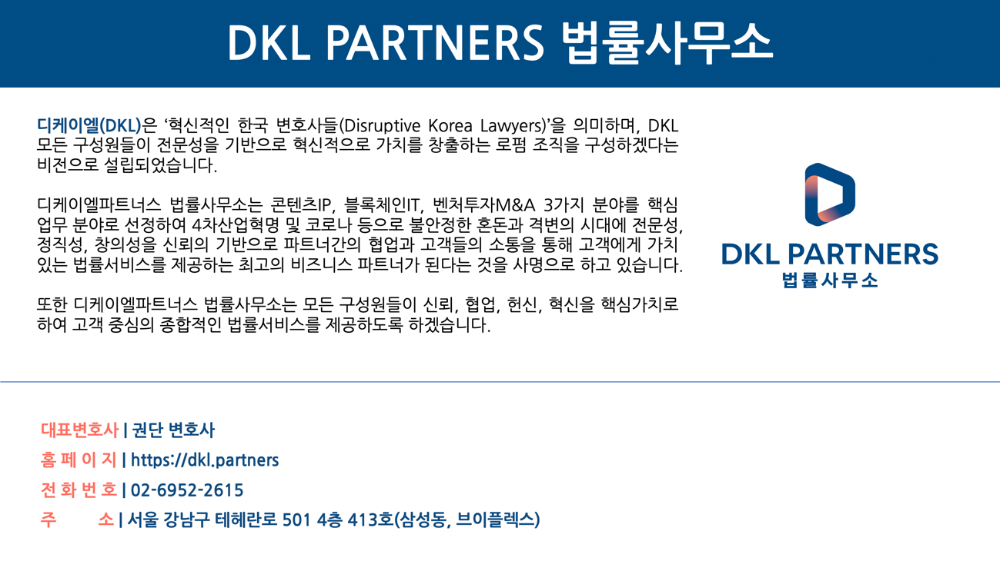 DKL PARTNERS 법률사무소
디케이엘(DKL)은 ‘혁신적인 한국 변호사들(Disruptive Korea Lawyers)’을 의미하며, DKL
모든 구성원들이 전문성을 기반으로 혁신적으로 가치를 창출하는 로펌 조직을 구성하겠다는
비전으로 설립되었습니다.
디케이엘파트너스 법률사무소는 콘텐츠IP, 블록체인IT, 벤처투자M&A 3가지 분야를 핵심
업무 분야로 선정하여 4차산업혁명 및 코로나 등으로 불안정한 혼돈과 격변의 시대에 전문성,
정직성, 창의성을 신뢰의 기반으로 파트너간의 협업과 고객들의 소통을 통해 고객에게 가치
있는 법률서비스를 제공하는 최고의 비즈니스 파트너가 된다는 것을 사명으로 하고 있습니다.
또한 디케이엘파트너스 법률사무소는 모든 구성원들이 신뢰, 협업, 헌신, 혁신을 핵심가치로
하여 고객 중심의 종합적인 법률서비스를 제공하도록 하겠습니다.
DKL PARTNERS
법률사무소
대표변호사 | 권단 변호사
홈 페 이 지 | https://dkl.partners
전 화 번 호 | 02-6952-2615
주 소 | 서울 강남구 테헤란로 501 4층 413호(삼성동, 브이플렉스)